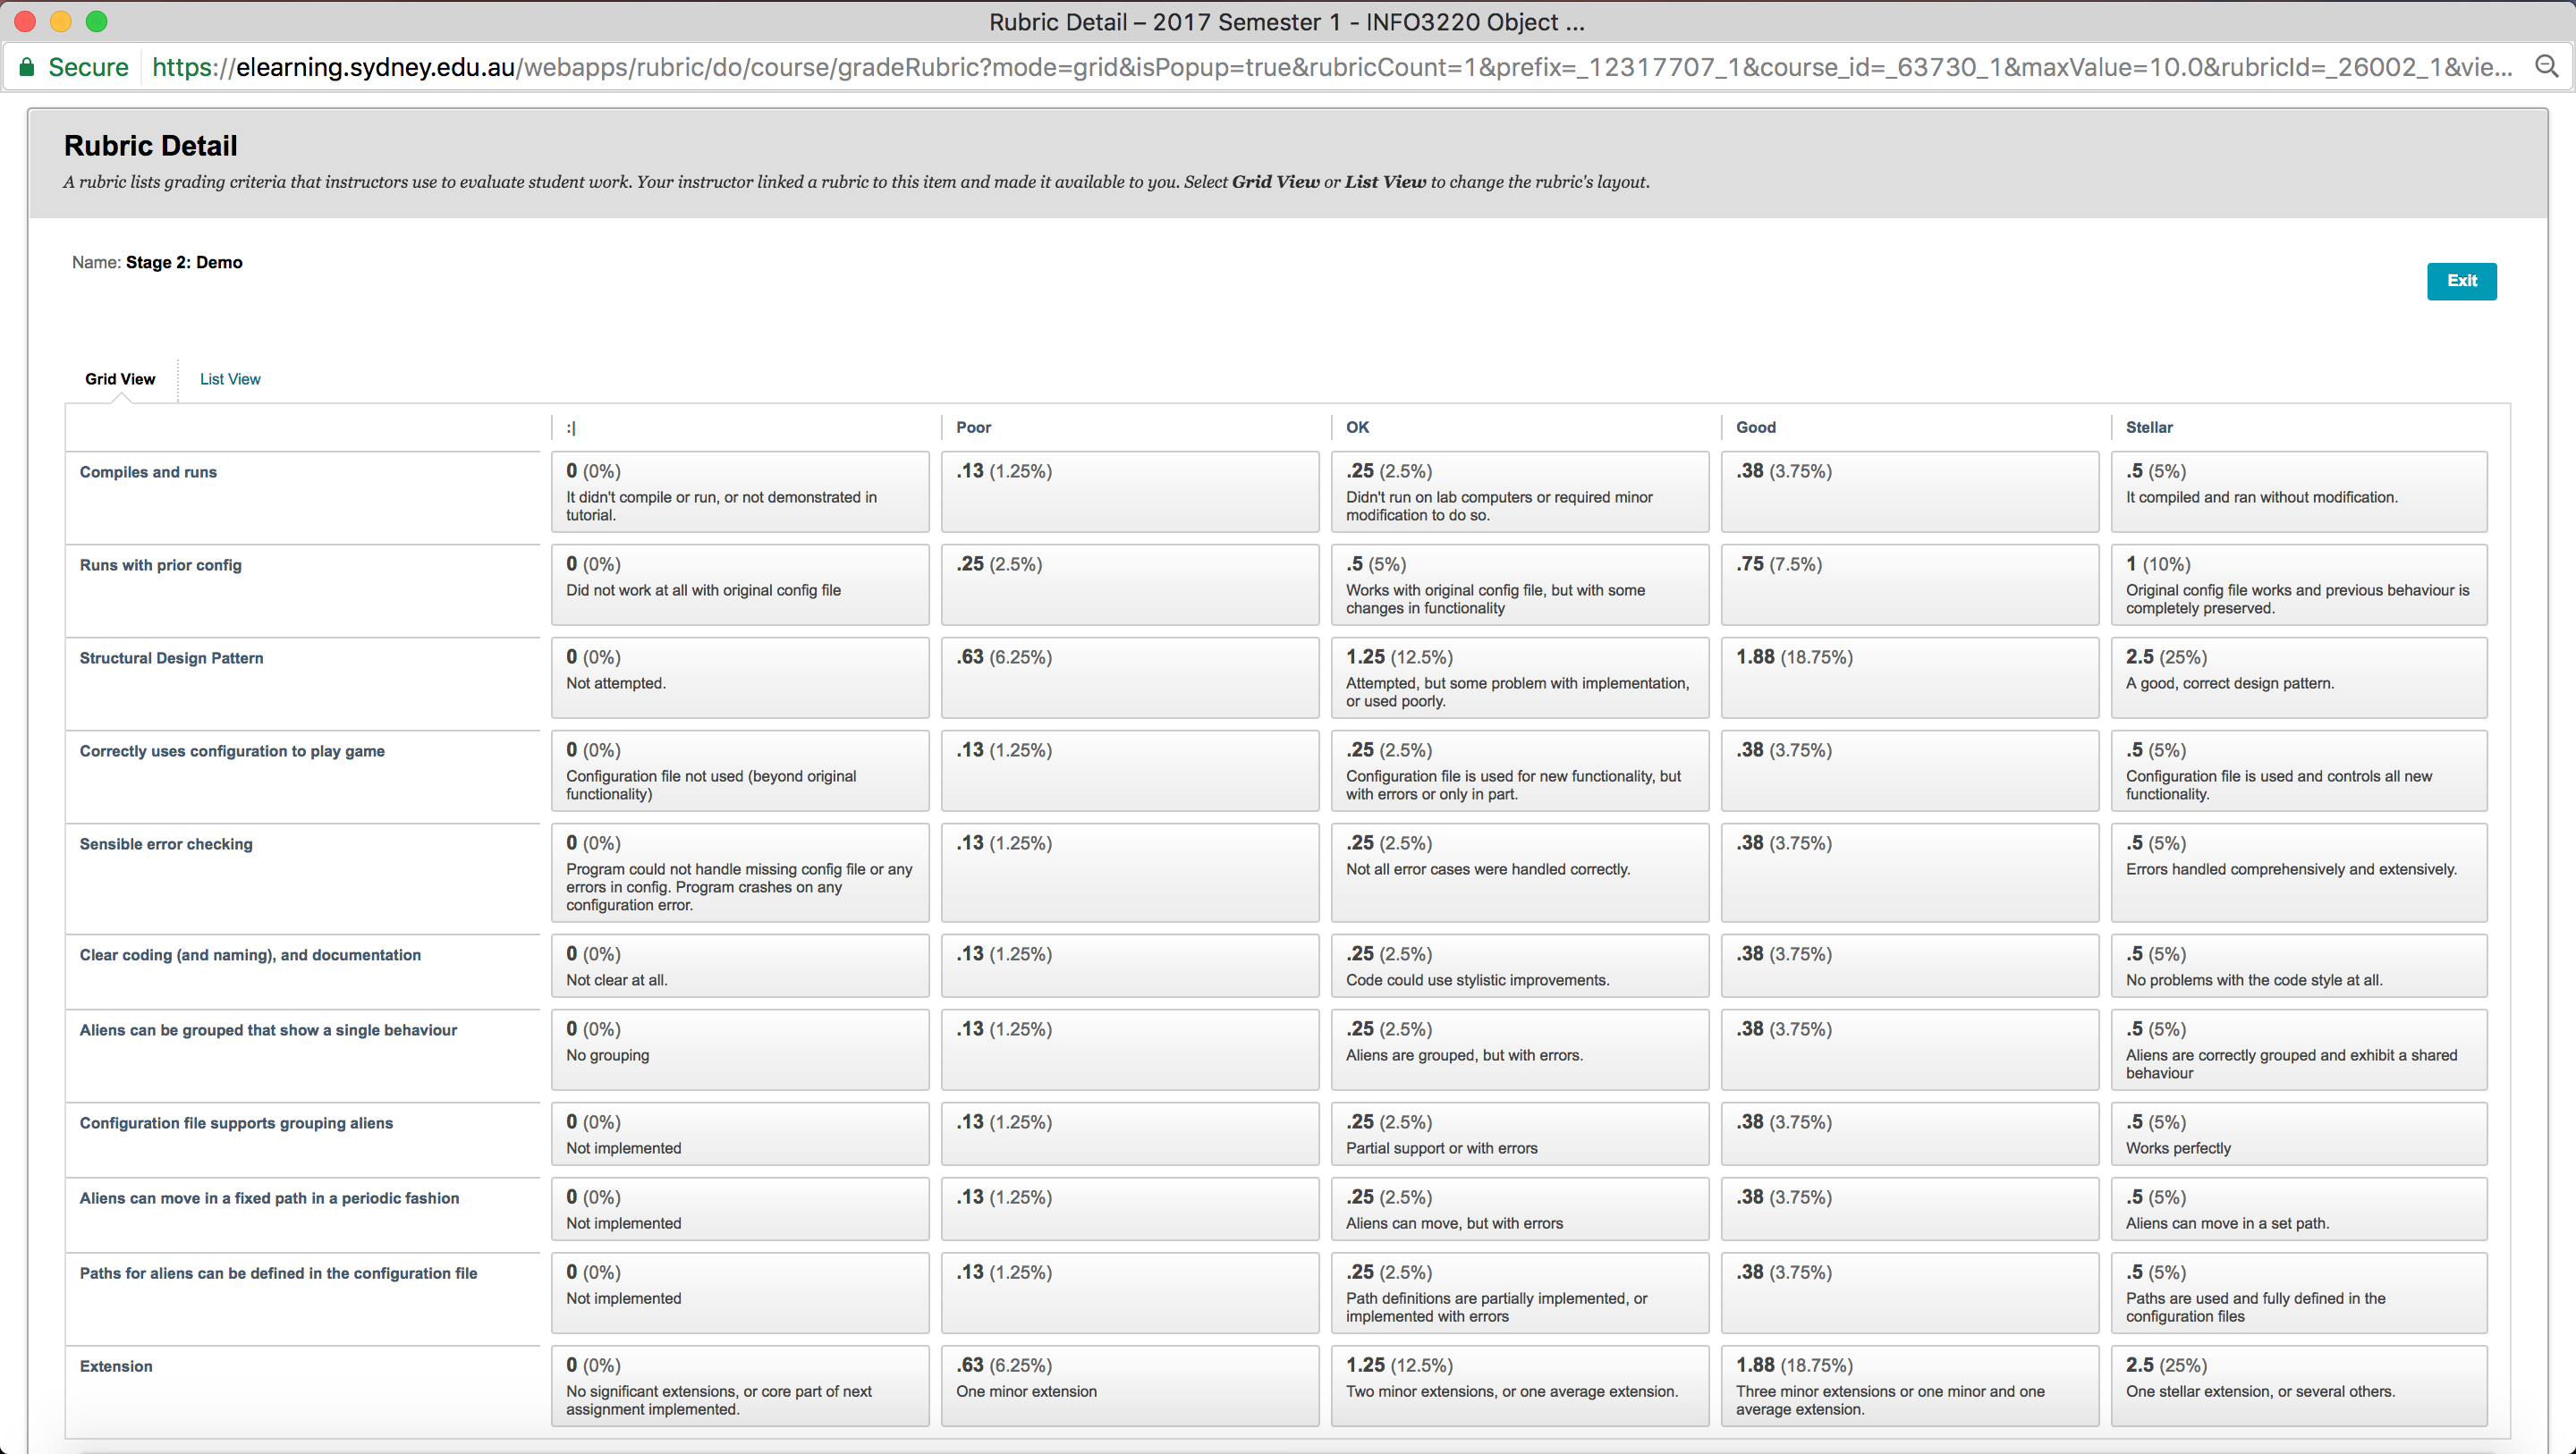 Rubric Detail – 2017 Semester 1 - INFO3220 Object ...
Secure https://elearning.sydney.edu.au/webapps/rubric/do/course/gradeRubric?mode=grid&isPopup=true&rubricCount=1&prefix=_12317707_1&course_id=_63730_1&maxValue=10.0&rubricId=_26002_1&vie...
Rubric Detail
A rubric lists grading criteria that instructors use to evaluate student work. Your instructor linked a rubric to this item and made it available to you. Select Grid View or List View to change the rubric's layout.
Name: Stage 2: Demo
Exit
Grid View List View
:| Poor OK Good Stellar
Compiles and runs
0 (0%)
It didn't compile or run, or not demonstrated in
tutorial.
.13 (1.25%)
.25 (2.5%)
Didn't run on lab computers or required minor
modification to do so.
.38 (3.75%)
.5 (5%)
It compiled and ran without modification.
Runs with prior config
0 (0%)
Did not work at all with original config file
.25 (2.5%)
.5 (5%)
Works with original config file, but with some
changes in functionality
.75 (7.5%)
1 (10%)
Original config file works and previous behaviour is
completely preserved.
Structural Design Pattern
0 (0%)
Not attempted.
.63 (6.25%)
1.25 (12.5%)
Attempted, but some problem with implementation,
or used poorly.
1.88 (18.75%)
2.5 (25%)
A good, correct design pattern.
Correctly uses configuration to play game
0 (0%)
Configuration file not used (beyond original
functionality)
.13 (1.25%)
.25 (2.5%)
Configuration file is used for new functionality, but
with errors or only in part.
.38 (3.75%)
.5 (5%)
Configuration file is used and controls all new
functionality.
Sensible error checking
0 (0%)
Program could not handle missing config file or any
errors in config. Program crashes on any
configuration error.
.13 (1.25%)
.25 (2.5%)
Not all error cases were handled correctly.
.38 (3.75%)
.5 (5%)
Errors handled comprehensively and extensively.
Clear coding (and naming), and documentation
0 (0%)
Not clear at all.
.13 (1.25%)
.25 (2.5%)
Code could use stylistic improvements.
.38 (3.75%)
.5 (5%)
No problems with the code style at all.
Aliens can be grouped that show a single behaviour
0 (0%)
No grouping
.13 (1.25%)
.25 (2.5%)
Aliens are grouped, but with errors.
.38 (3.75%)
.5 (5%)
Aliens are correctly grouped and exhibit a shared
behaviour
Configuration file supports grouping aliens
0 (0%)
Not implemented
.13 (1.25%)
.25 (2.5%)
Partial support or with errors
.38 (3.75%)
.5 (5%)
Works perfectly
Aliens can move in a fixed path in a periodic fashion
0 (0%)
Not implemented
.13 (1.25%)
.25 (2.5%)
Aliens can move, but with errors
.38 (3.75%)
.5 (5%)
Aliens can move in a set path.
Paths for aliens can be defined in the configuration file
0 (0%)
Not implemented
.13 (1.25%)
.25 (2.5%)
Path definitions are partially implemented, or
implemented with errors
.38 (3.75%)
.5 (5%)
Paths are used and fully defined in the
configuration files
Extension
0 (0%)
No significant extensions, or core part of next
assignment implemented.
.63 (6.25%)
One minor extension
1.25 (12.5%)
Two minor extensions, or one average extension.
1.88 (18.75%)
Three minor extensions or one minor and one
average extension.
2.5 (25%)
One stellar extension, or several others.